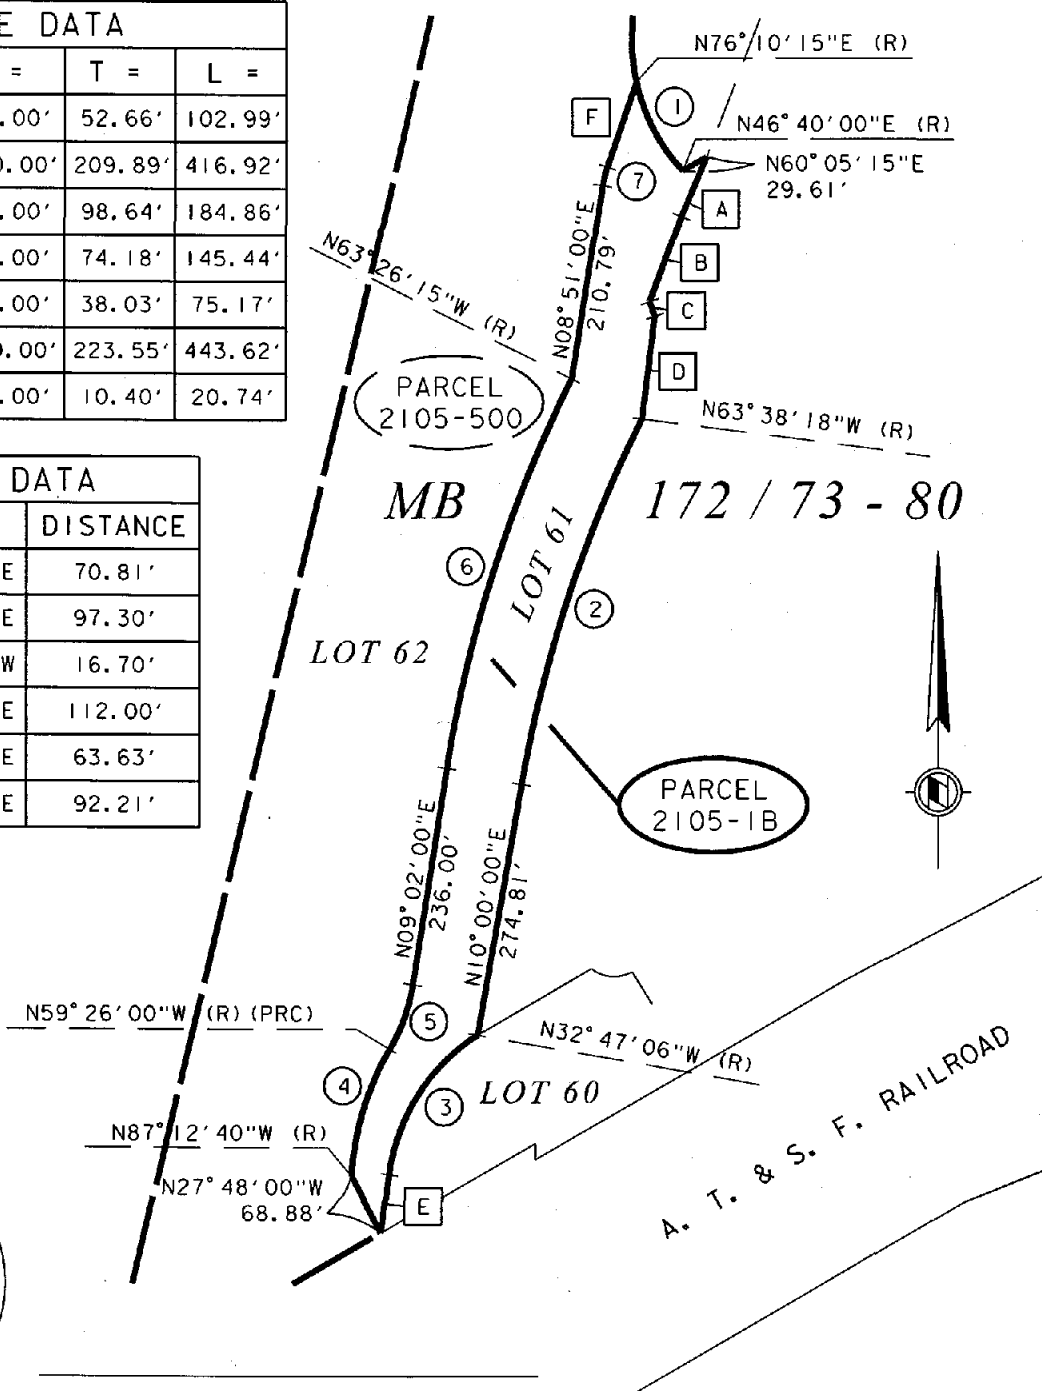 E DATA
= T = L =
.00' 52.66' 102.99'
0.00' 209.89' 416.92'
.00' 98.64' 184.86'
.00' 74.18' 145.44'
.00' 38.03' 75.17'
0.00' 223.55' 443.62'
.00' 10.40' 20.74'
DATA
DISTANCE
E 70.81'
E 97.30'
W 16.70'
E 112.00'
E 63.63'
E 92.21'
N76°10'15"E (R)
F
1
N46°40'00"E (R)
N60°05'15"E
29.61'
7
A
B
C
D
N63°26'15"W (R)
N08°51'00"E
210.79'
PARCEL
2105-500
N63°38'18"W (R)
MB 172 / 73 - 80
LOT 61
6
2
LOT 62
PARCEL
2105-1B
N09°02'00"E
236.00'
N10°00'00"E
274.81'
N59°26'00"W (R) (PRC)
5
N32°47'06"W (R)
4
3
LOT 60
N87°12'40"W (R)
N27°48'00"W
68.88'
E
A. T. & S. F. RAILROAD